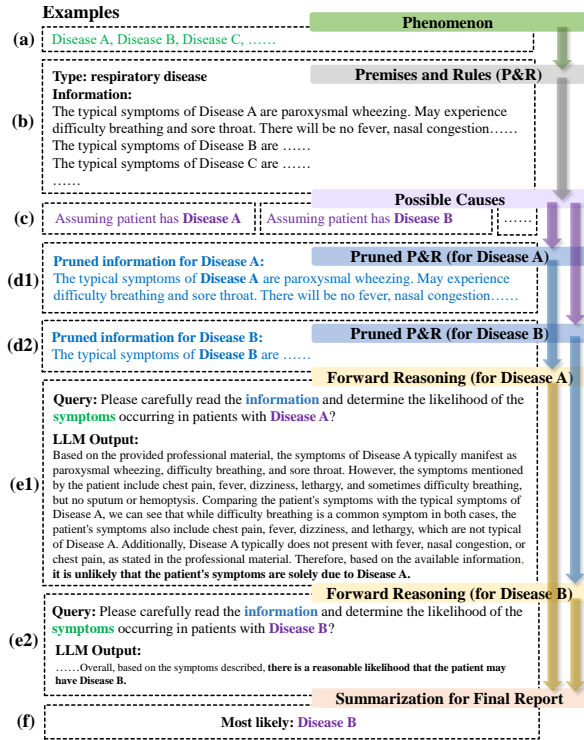 Examples
Phenomenon
(a)
Disease A, Disease B, Disease C, ……
Premises and Rules (P&R)
(b)
Type: respiratory disease
Information:
The typical symptoms of Disease A are paroxysmal wheezing. May experience
difficulty breathing and sore throat. There will be no fever, nasal congestion……
The typical symptoms of Disease B are ……
The typical symptoms of Disease C are ……
……
Possible Causes
(c)
Assuming patient has Disease A
Assuming patient has Disease B
……
Pruned P&R (for Disease A)
(d1)
Pruned information for Disease A:
The typical symptoms of Disease A are paroxysmal wheezing. May experience
difficulty breathing and sore throat. There will be no fever, nasal congestion……
Pruned P&R (for Disease B)
(d2)
Pruned information for Disease B:
The typical symptoms of Disease B are ……
Forward Reasoning (for Disease A)
(e1)
Query: Please carefully read the information and determine the likelihood of the
symptoms occurring in patients with Disease A?
LLM Output:
Based on the provided professional material, the symptoms of Disease A typically manifest as
paroxysmal wheezing, difficulty breathing, and sore throat. However, the symptoms mentioned
by the patient include chest pain, fever, dizziness, lethargy, and sometimes difficulty breathing,
but no sputum or hemoptysis. Comparing the patient's symptoms with the typical symptoms of
Disease A, we can see that while difficulty breathing is a common symptom in both cases, the
patient's symptoms also include chest pain, fever, dizziness, and lethargy, which are not typical
of Disease A. Additionally, Disease A typically does not present with fever, nasal congestion, or
chest pain, as stated in the professional material. Therefore, based on the available information,
it is unlikely that the patient's symptoms are solely due to Disease A.
Forward Reasoning (for Disease B)
(e2)
Query: Please carefully read the information and determine the likelihood of the
symptoms occurring in patients with Disease B?
LLM Output:
……Overall, based on the symptoms described, there is a reasonable likelihood that the patient may
have Disease B.
Summarization for Final Report
(f)
Most likely: Disease B